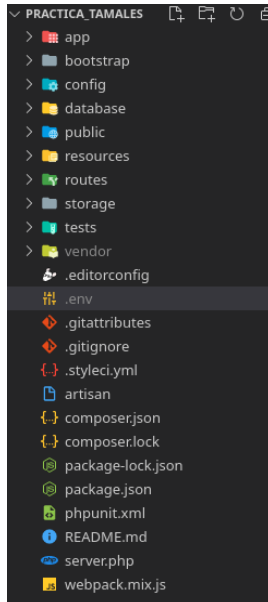 PRACTICA_TAMALES
app
bootstrap
config
database
public
resources
routes
storage
tests
vendor
.editorconfig
.env
.gitattributes
.gitignore
.styleci.yml
artisan
composer.json
composer.lock
package-lock.json
package.json
phpunit.xml
README.md
server.php
webpack.mix.js